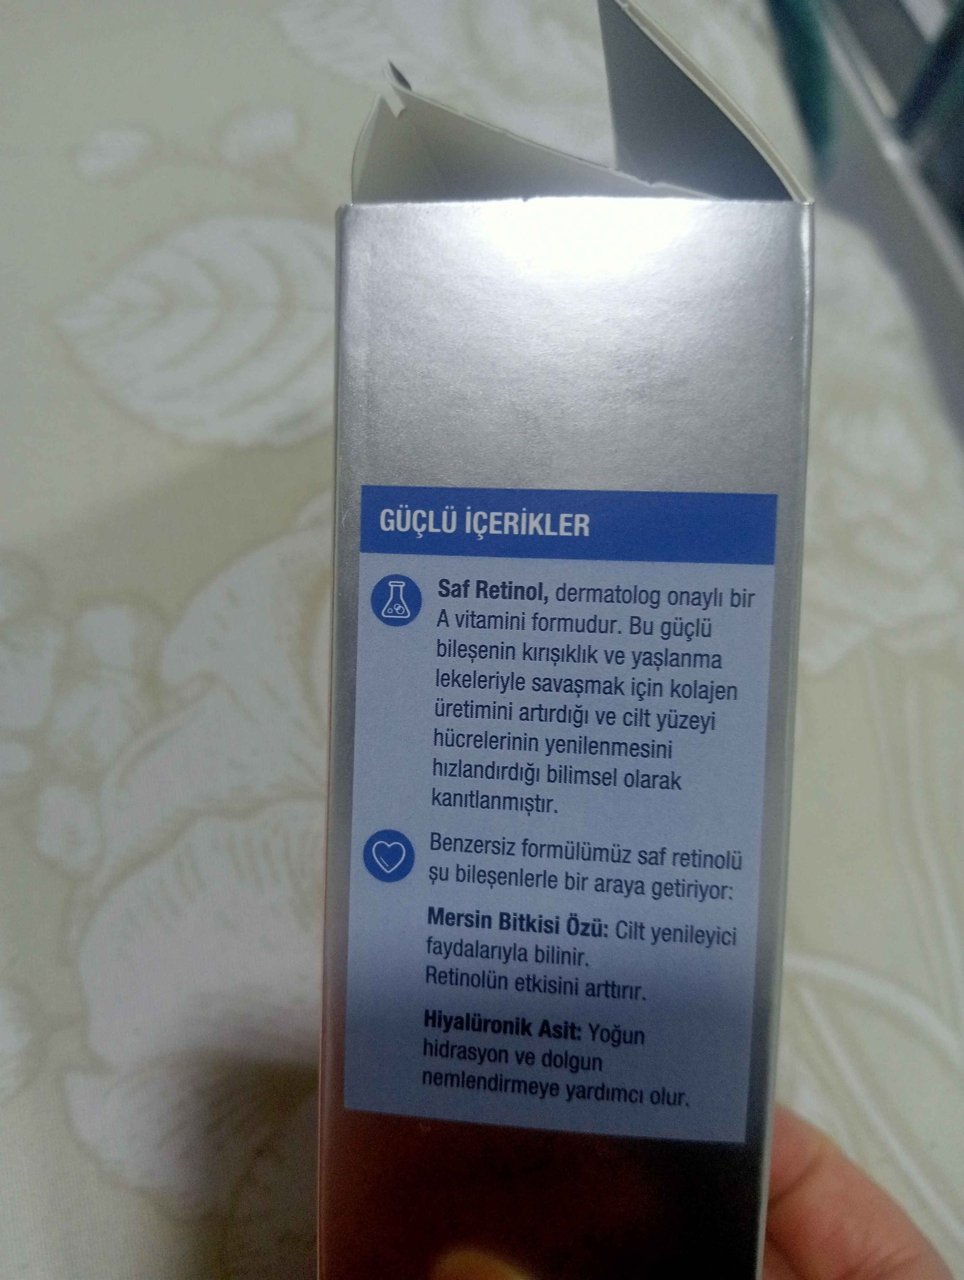 GÜÇLÜ İÇERİKLER
Saf Retinol, dermatolog onaylı bir
A vitamini formudur. Bu güçlü
bileşenin kırışıklık ve yaşlanma
lekeleriyle savaşmak için kolajen
üretimini artırdığı ve cilt yüzeyi
hücrelerinin yenilenmesini
hızlandırdığı bilimsel olarak
kanıtlanmıştır.
Benzersiz formülümüz saf retinolü
şu bileşenlerle bir araya getiriyor:
Mersin Bitkisi Özü: Cilt yenileyici
faydalarıyla bilinir.
Retinolün etkisini arttırır.
Hiyalüronik Asit: Yoğun
hidrasyon ve dolgun
nemlendirmeye yardımcı olur.